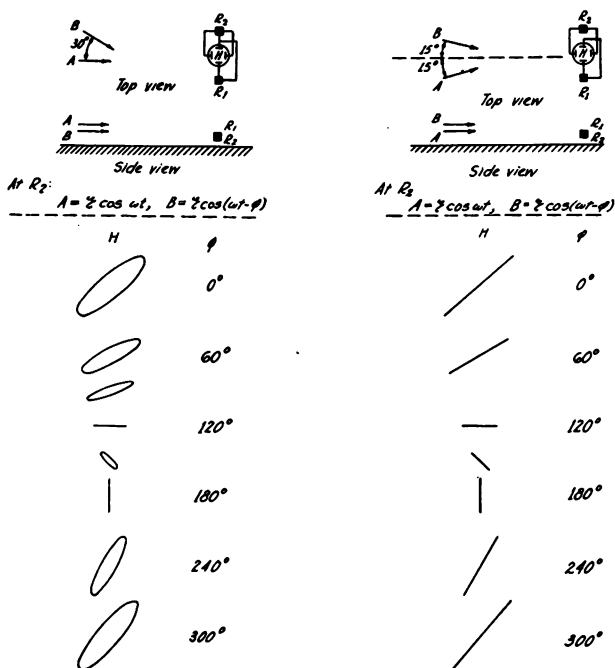 B
30°
A
R₂
H
R₁
Top view
A
B
R₁
R₂
Side view
At R₂:
A = ζ cos ωt, B = ζ cos(ωt-φ)
H φ
0°
60°
120°
180°
240°
300°
B
15°
15°
A
R₂
H
R₁
Top view
B
A
R₁
R₂
Side view
At R₂
A = ζ cos ωt, B = ζ cos(ωt-φ)
H φ
0°
60°
120°
180°
240°
300°